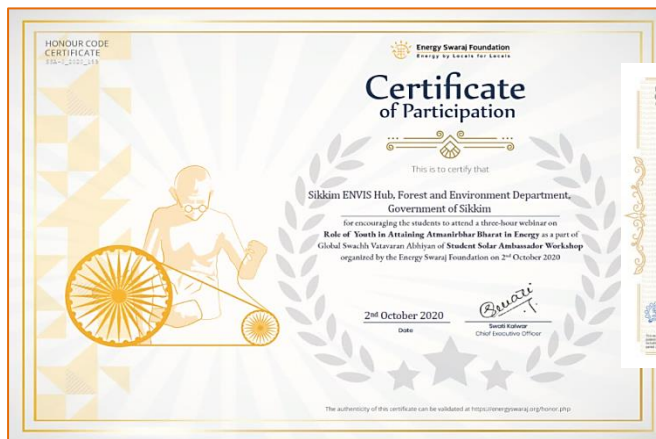 HONOUR CODE
CERTIFICATE
Energy Swaraj Foundation
Energy by Locals for Locals
Certificate
of Participation
This is to certify that
Sikkim ENVIS Hub, Forest and Environment Department,
Government of Sikkim
for encouraging the students to attend a three-hour webinar on
Role of Youth in Attaining Atmanirbhar Bharat in Energy as a part of
Global Swachh Vatavaran Abhiyan of Student Solar Ambassador Workshop
organized by the Energy Swaraj Foundation on 2nd October 2020
2nd October 2020
Date
Swati Kalwar
Chief Executive Officer
The authenticity of this certificate can be validated at https://energyswaraj.org/honor.php